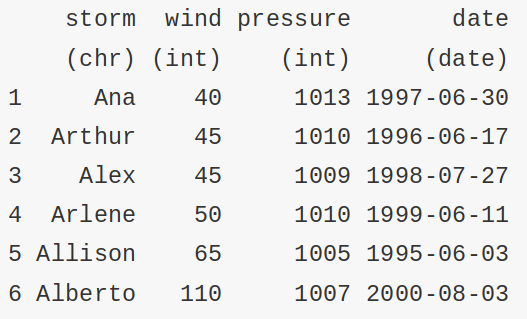 storm wind pressure date
(chr) (int) (int) (date)
1 Ana 40 1013 1997-06-30
2 Arthur 45 1010 1996-06-17
3 Alex 45 1009 1998-07-27
4 Arlene 50 1010 1999-06-11
5 Allison 65 1005 1995-06-03
6 Alberto 110 1007 2000-08-03